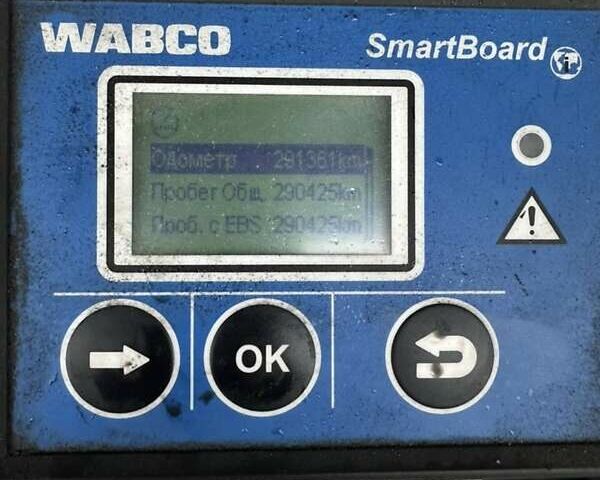 WABCO
SmartBoard
Одометр 291361km
Пробег Общ. 290425km
Проб. с EBS 290425km
OK